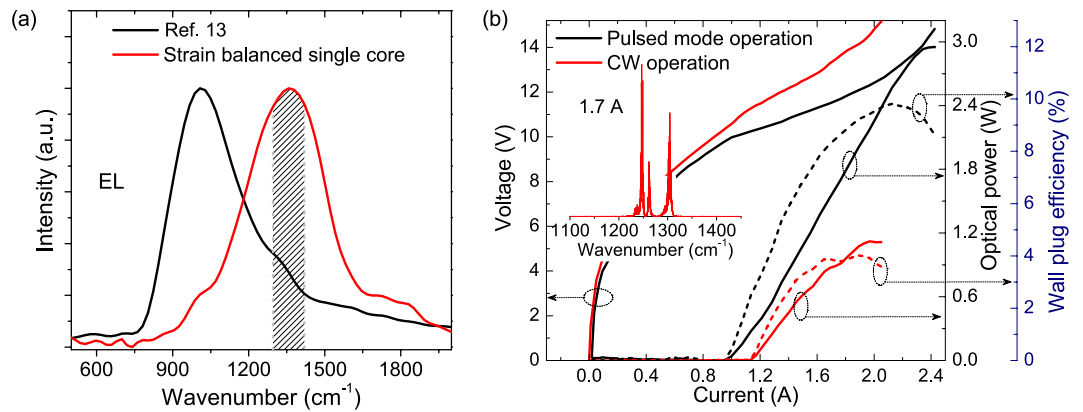 (a)
Ref. 13
Strain balanced single core
EL
Intensity (a.u.)
600 900 1200 1500 1800
Wavenumber (cm-1)
(b)
Pulsed mode operation
CW operation
1.7 A
14
12
10
8
6
4
2
0
Voltage (V)
1100 1200 1300 1400
Wavenumber (cm-1)
0.0 0.4 0.8 1.2 1.6 2.0 2.4
Current (A)
3.0
2.4
1.8
1.2
0.6
0.0
Optical power (W)
12
10
8
6
4
2
0
Wall plug efficiency (%)